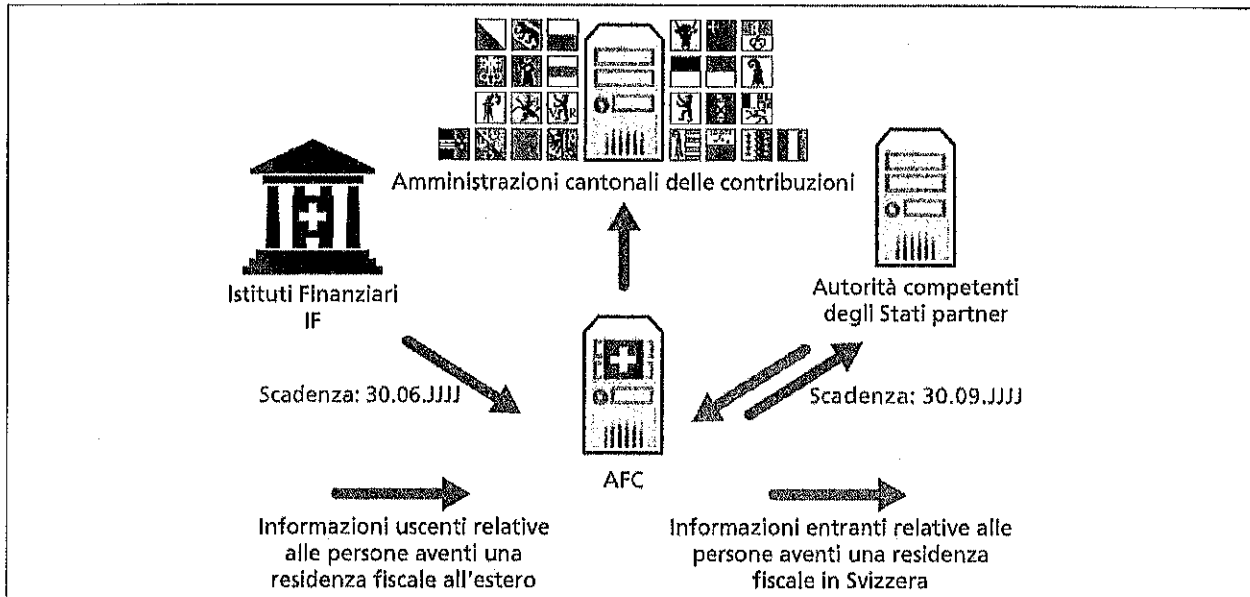 Amministrazioni cantonali delle contribuzioni
Istituti Finanziari
IF
Autorità competenti
degli Stati partner
Scadenza: 30.06.JJJJ
Scadenza: 30.09.JJJJ
AFC
Informazioni uscenti relative
alle persone aventi una
residenza fiscale all'estero
Informazioni entranti relative alle
persone aventi una residenza
fiscale in Svizzera